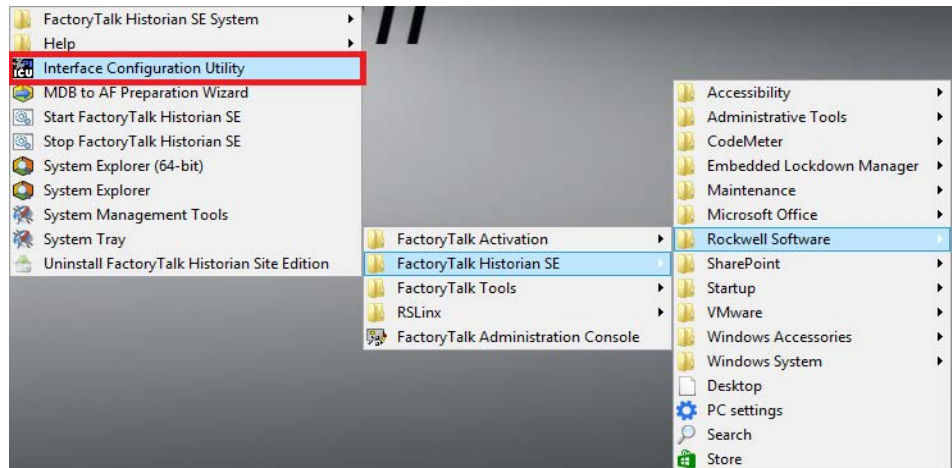 FactoryTalk Historian SE System
Help
Interface Configuration Utility
MDB to AF Preparation Wizard
Start FactoryTalk Historian SE
Stop FactoryTalk Historian SE
System Explorer (64-bit)
System Explorer
System Management Tools
System Tray
Uninstall FactoryTalk Historian Site Edition
FactoryTalk Activation
FactoryTalk Historian SE
FactoryTalk Tools
RSLinx
FactoryTalk Administration Console
Accessibility
Administrative Tools
CodeMeter
Embedded Lockdown Manager
Maintenance
Microsoft Office
Rockwell Software
SharePoint
Startup
VMware
Windows Accessories
Windows System
Desktop
PC settings
Search
Store